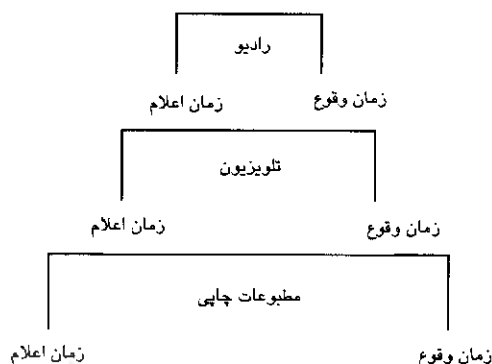 رادیو
زمان وقوع زمان اعلام
تلویزیون
زمان وقوع زمان اعلام
مطبوعات چاپی
زمان وقوع زمان اعلام